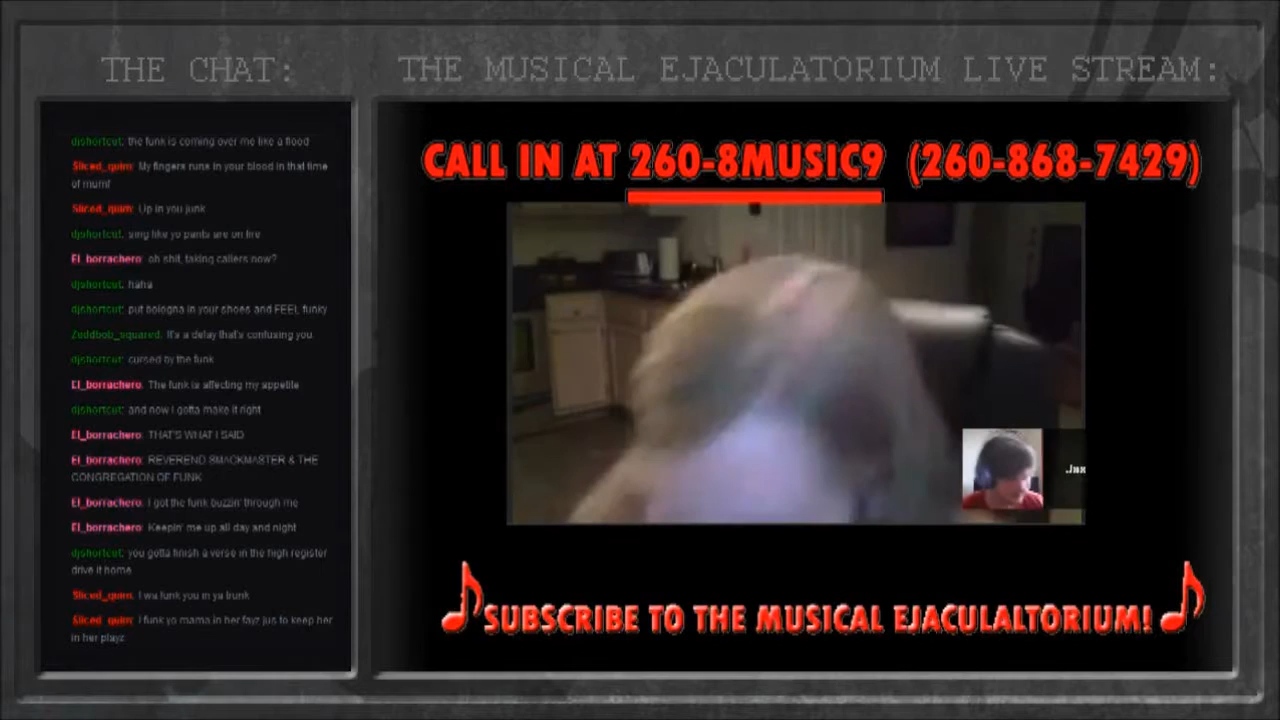 THE CHAT:
THE MUSICAL EJACULATORIUM LIVE STREAM:
djshortcut: the funk is coming over me like a flood
Sliced_quim: My fingers runs in your blood in that time
of mumf
Sliced_quim: Up in you junk
djshortcut: sing like yo pants are on fire
El_borrachero: oh shit, taking callers now?
djshortcut: haha
djshortcut: put bologna in your shoes and FEEL funky
Zuddbob_squared: It's a delay that's confusing you
djshortcut: cursed by the funk
El_borrachero: The funk is affecting my appetite
djshortcut: and now i gotta make it right
El_borrachero: THAT'S WHAT I SAID
El_borrachero: REVEREND SMACKMASTER & THE
CONGREGATION OF FUNK
El_borrachero: I got the funk buzzin' through me
El_borrachero: Keepin' me up all day and night
djshortcut: you gotta finish a verse in the high register
drive it home
Sliced_quim: I wa funk you in ya trunk
Sliced_quim: I funk yo mama in her fayz jus to keep her
in her playz
CALL IN AT 260-8MUSIC9 (260-868-7429)
Jax
SUBSCRIBE TO THE MUSICAL EJACULALTORIUM!